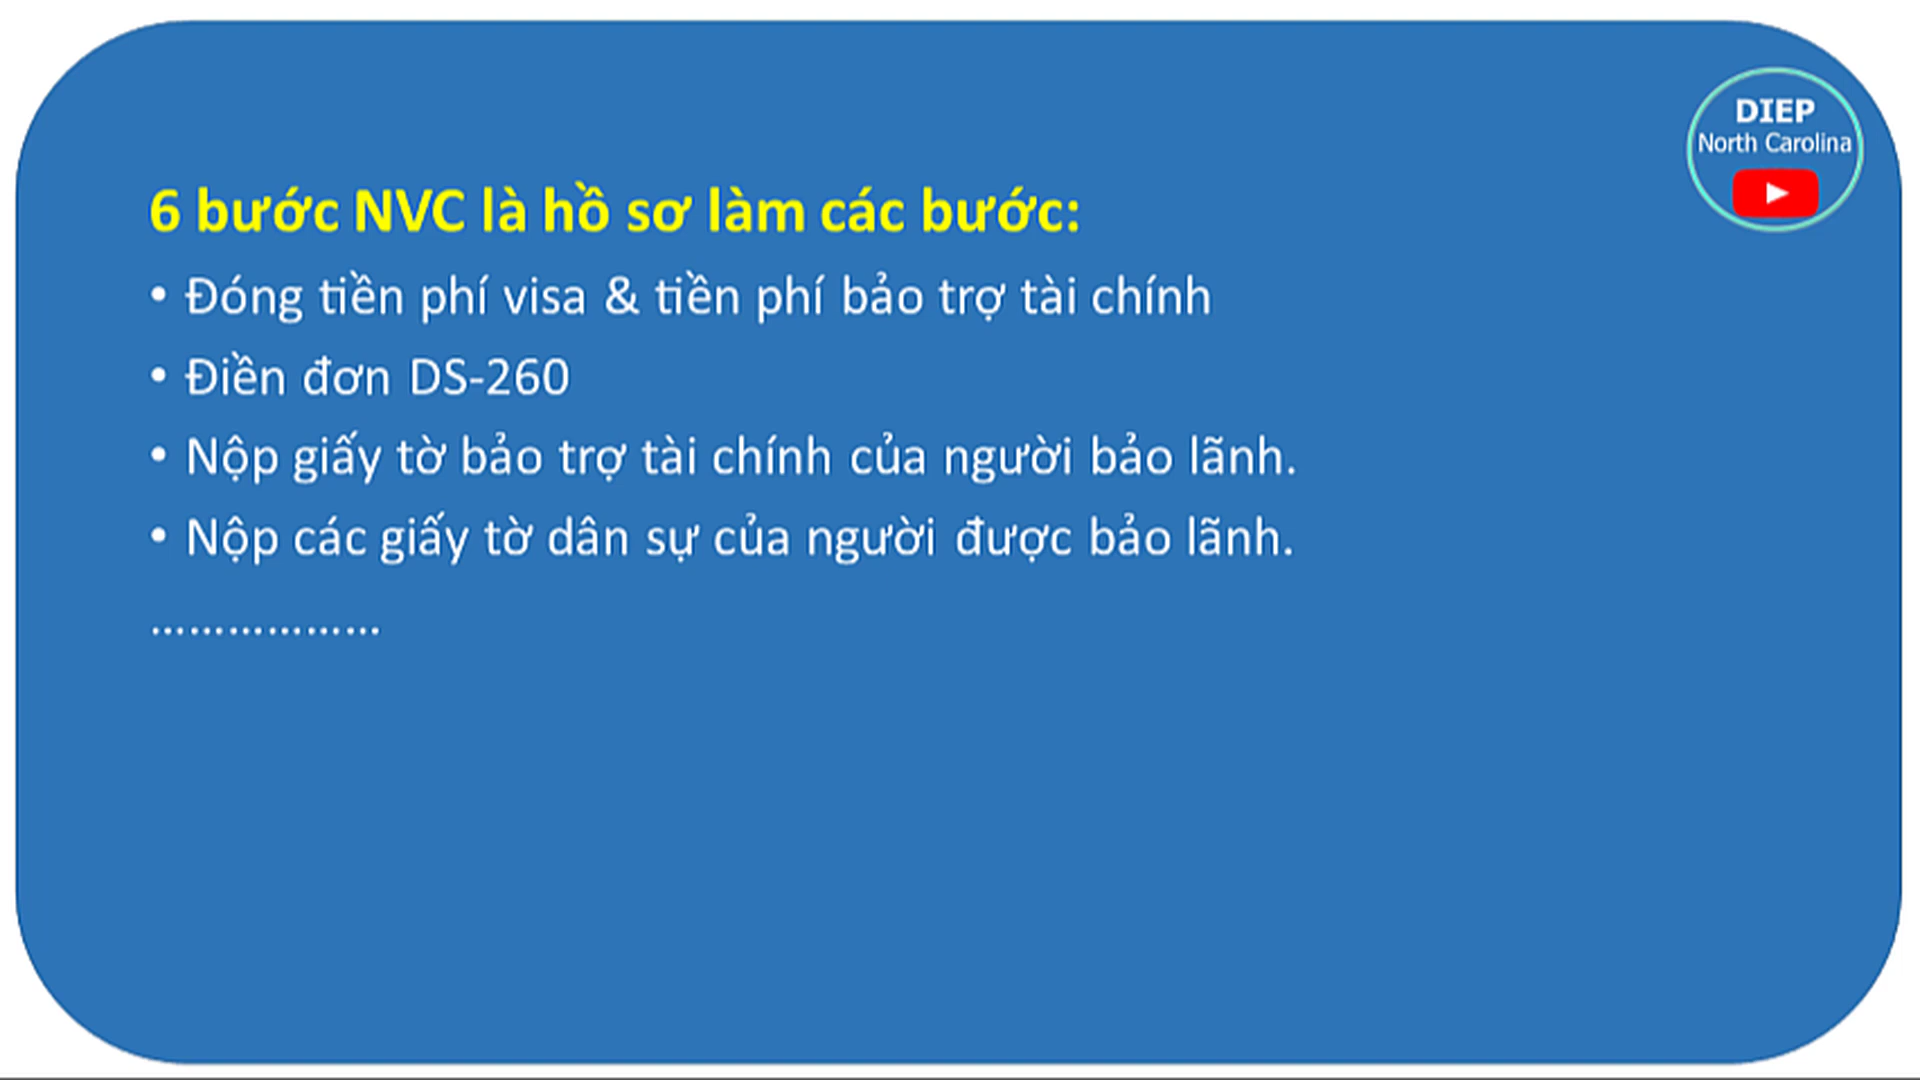 DIEP
North Carolina
6 bước NVC là hồ sơ làm các bước:
• Đóng tiền phí visa & tiền phí bảo trợ tài chính
• Điền đơn DS-260
• Nộp giấy tờ bảo trợ tài chính của người bảo lãnh.
• Nộp các giấy tờ dân sự của người được bảo lãnh.
..................